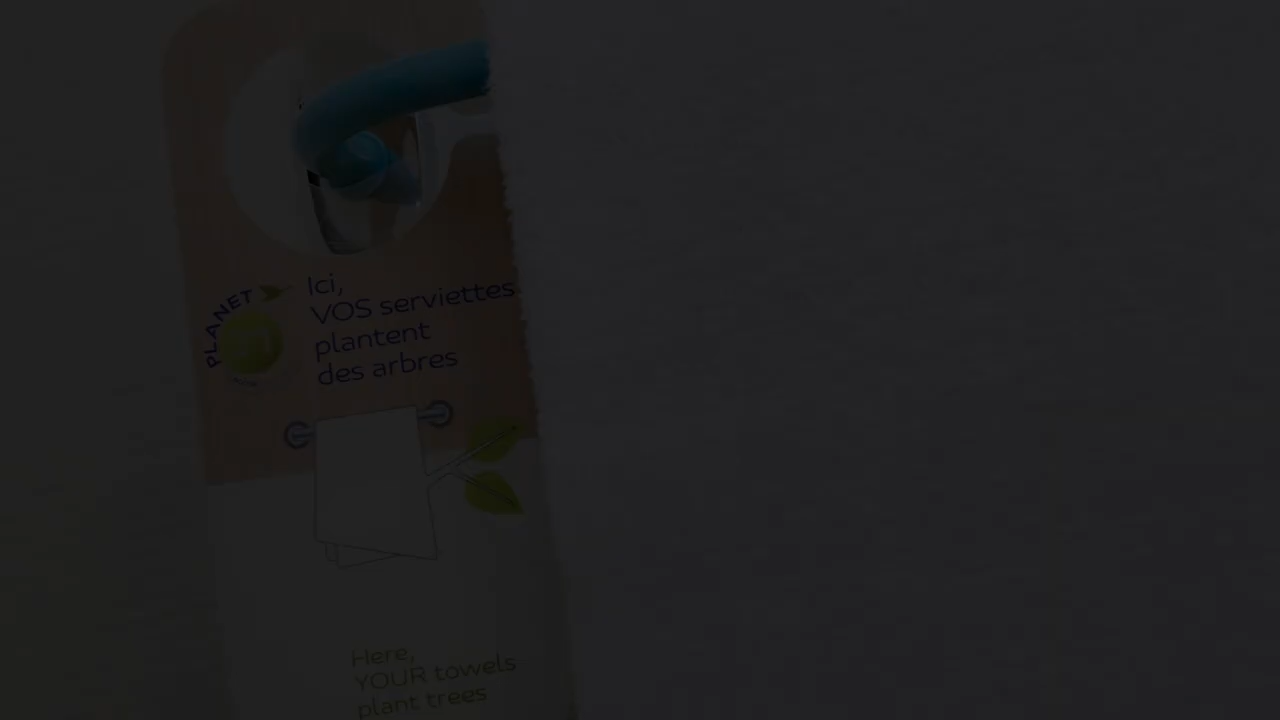 PLANET
Ici,
VOS serviettes
plantent
des arbres
Here,
YOUR towels
plant trees